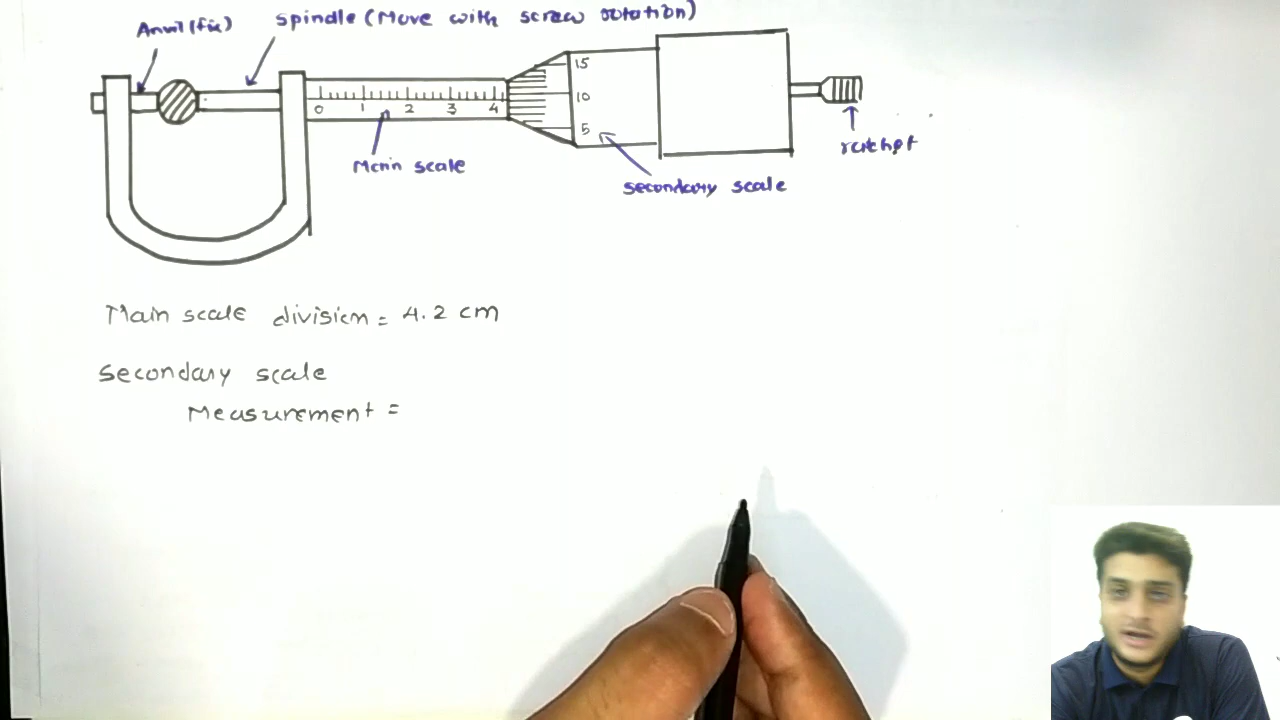 Anvil (fix)
spindle (Move with screw rotation)
15
10
5
0 1 2 3 4
Main scale
secondary scale
ratchet
Main scale division = 4.2 cm
Secondary scale
Measurement =